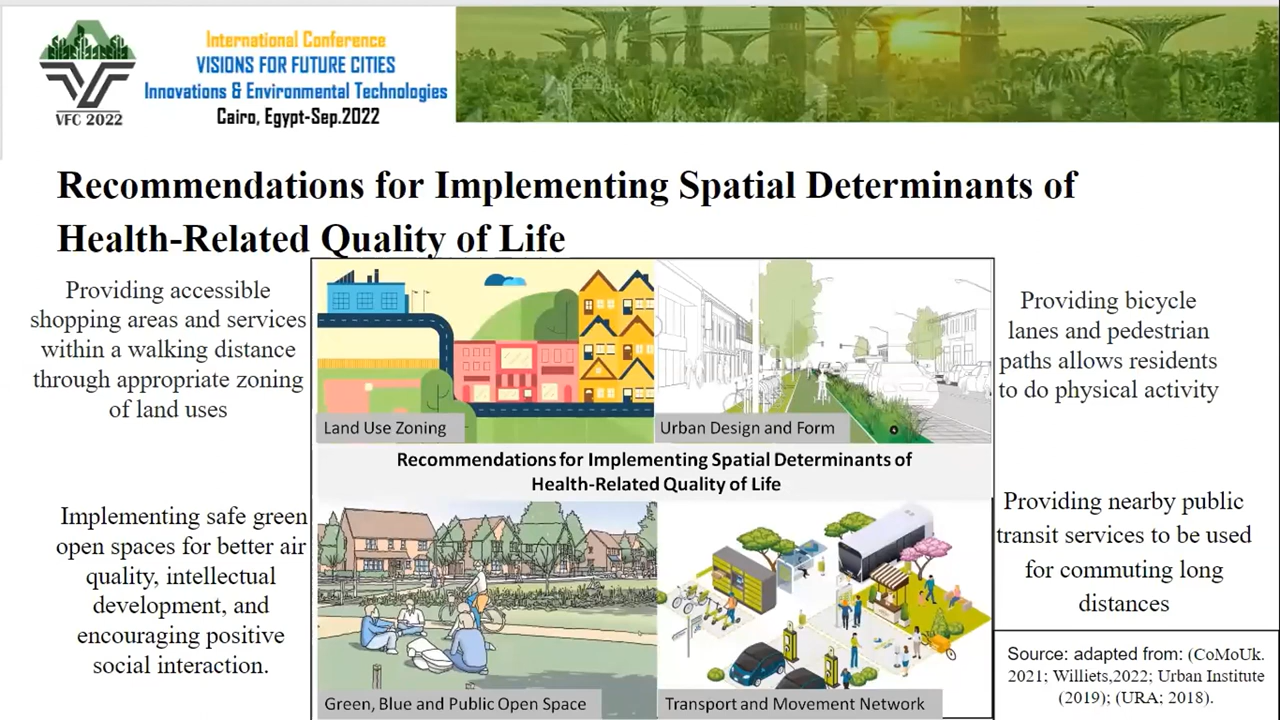 International Conference
VISIONS FOR FUTURE CITIES
Innovations & Environmental Technologies
Cairo, Egypt-Sep.2022
VFC 2022
Recommendations for Implementing Spatial Determinants of
Health-Related Quality of Life
Providing accessible
shopping areas and services
within a walking distance
through appropriate zoning
of land uses
Implementing safe green
open spaces for better air
quality, intellectual
development, and
encouraging positive
social interaction.
Land Use Zoning
Urban Design and Form
Recommendations for Implementing Spatial Determinants of
Health-Related Quality of Life
Green, Blue and Public Open Space
Transport and Movement Network
Providing bicycle
lanes and pedestrian
paths allows residents
to do physical activity
Providing nearby public
transit services to be used
for commuting long
distances
Source: adapted from: (CoMoUk.
2021; Williets,2022; Urban Institute
(2019); (URA; 2018).